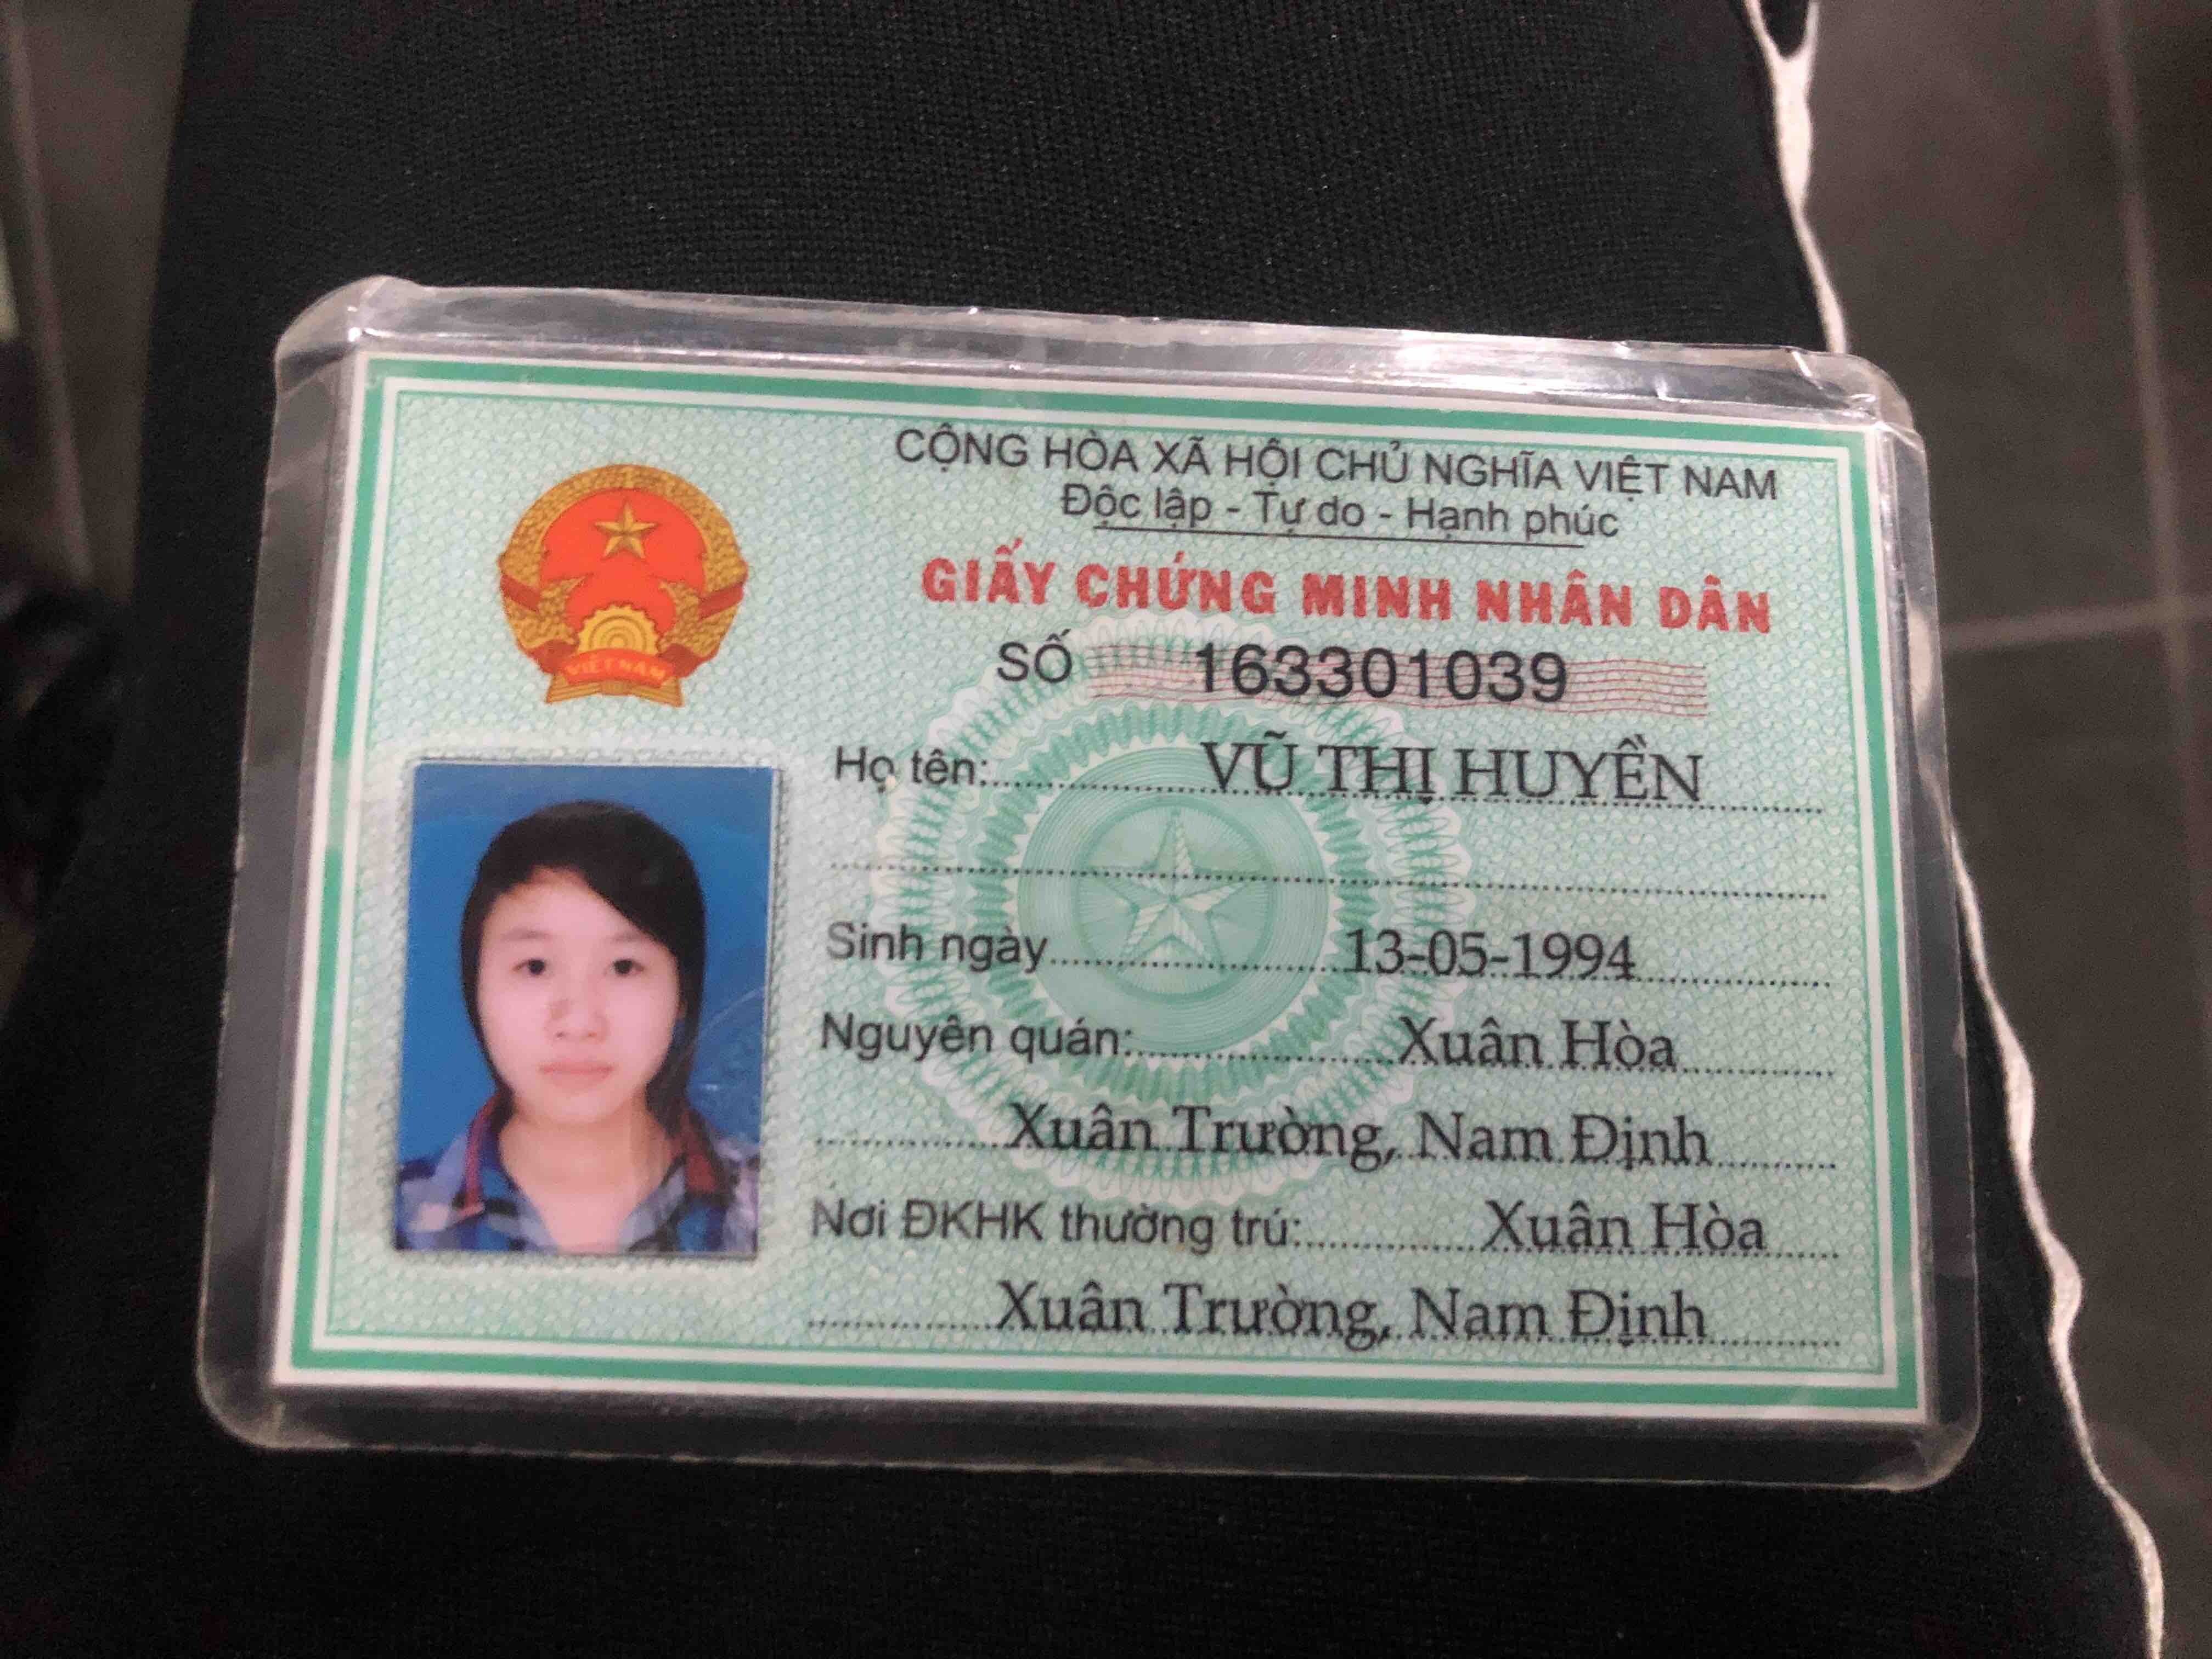 CỘNG HÒA XÃ HỘI CHỦ NGHĨA VIỆT NAM
Độc lập - Tự do - Hạnh phúc
GIẤY CHỨNG MINH NHÂN DÂN
SỐ 163301039
VIỆT NAM
Họ tên: VŨ THỊ HUYỀN
Sinh ngày 13-05-1994
Nguyên quán: Xuân Hòa
Xuân Trường, Nam Định
Nơi ĐKHK thường trú: Xuân Hòa
Xuân Trường, Nam Định